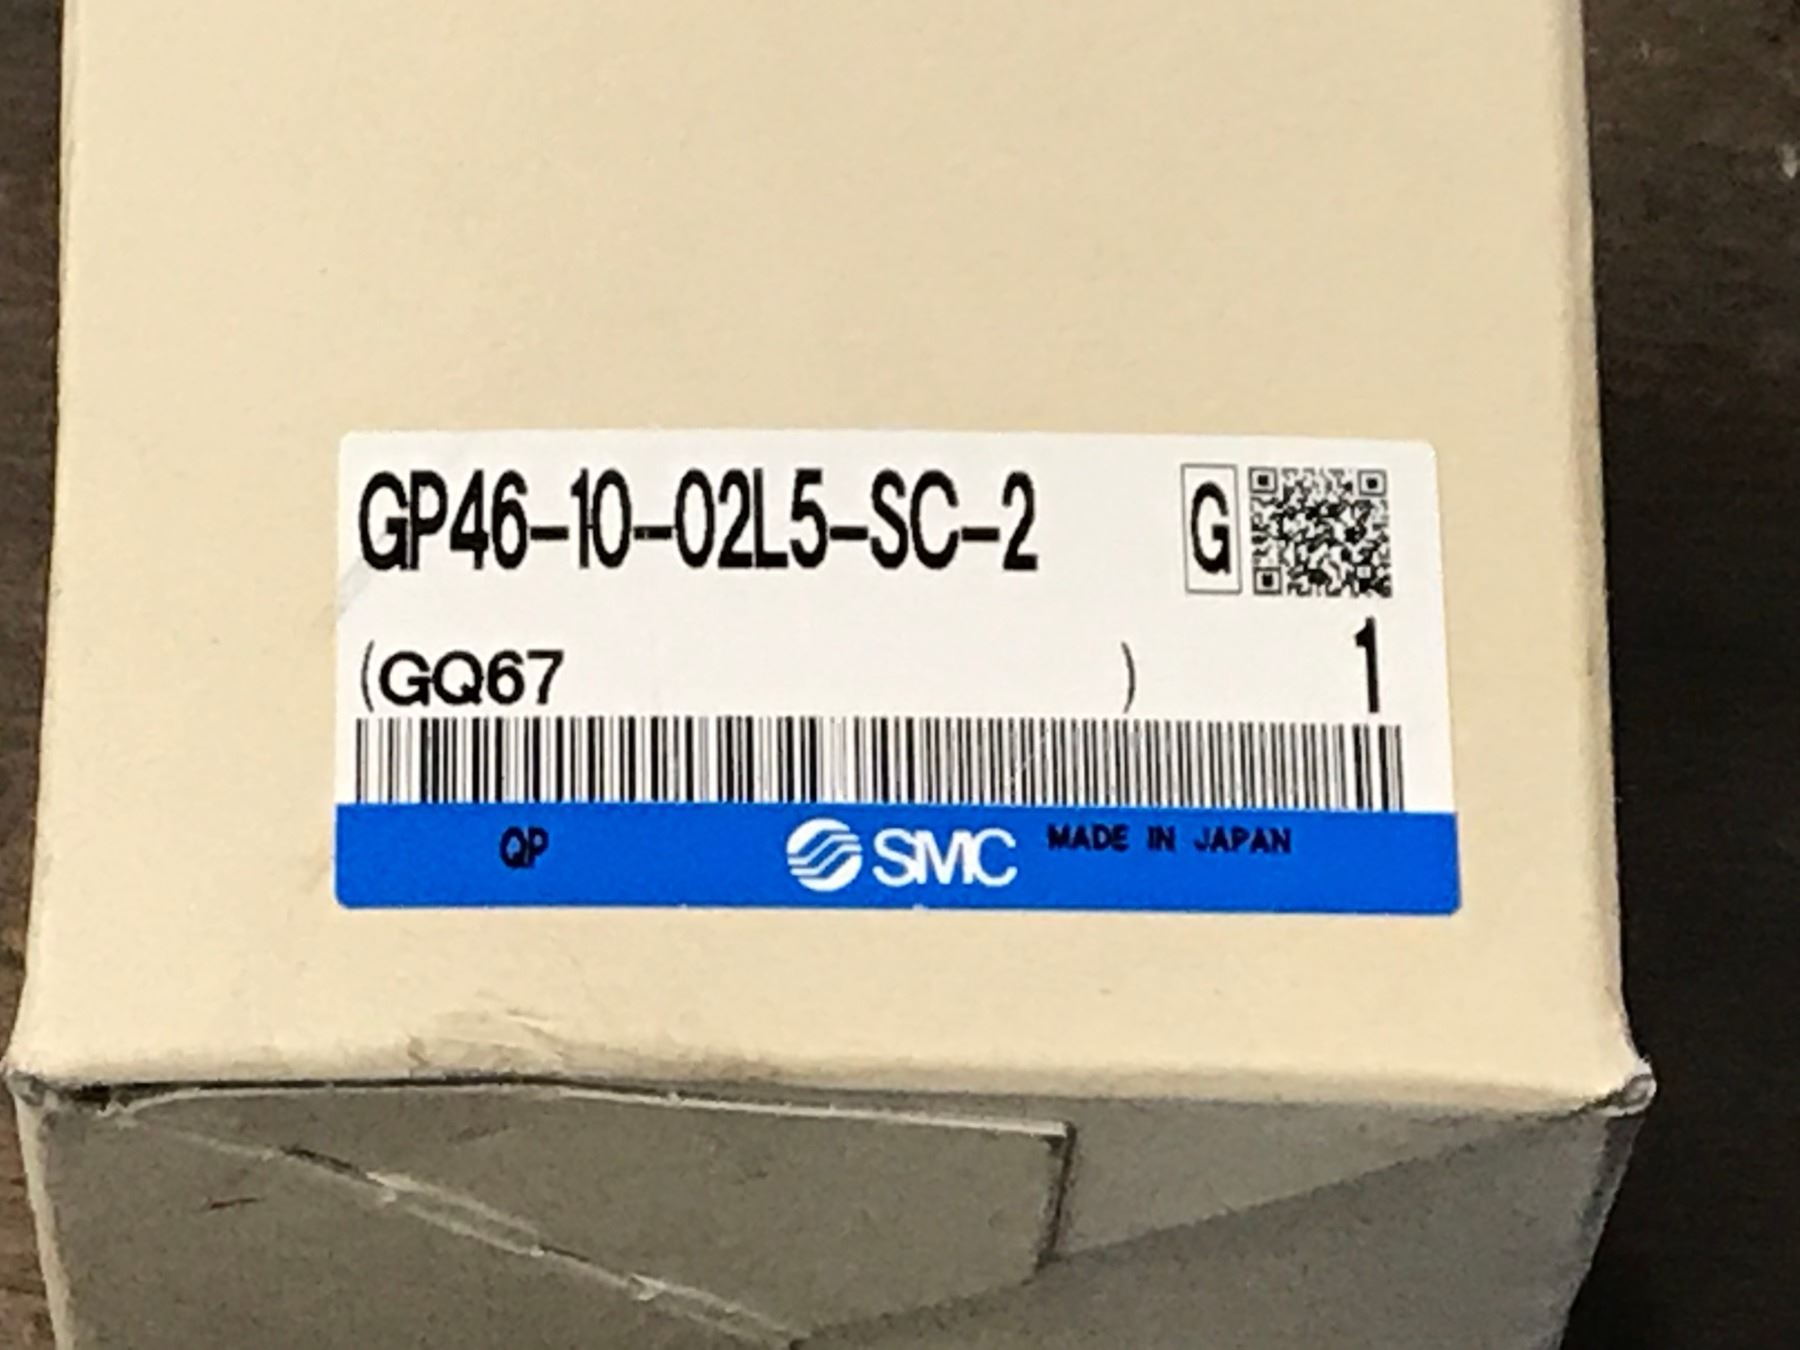 GP46-10-02L5-SC-2 G
(GQ67 ) 1
QP SMC MADE IN JAPAN